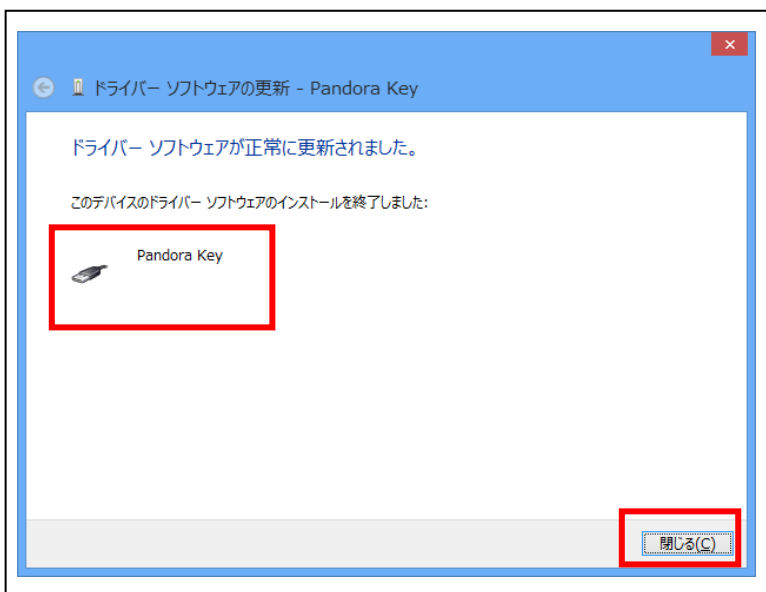 ドライバー ソフトウェアの更新 - Pandora Key
ドライバー ソフトウェアが正常に更新されました。
このデバイスのドライバー ソフトウェアのインストールを終了しました:
Pandora Key
閉じる(C)